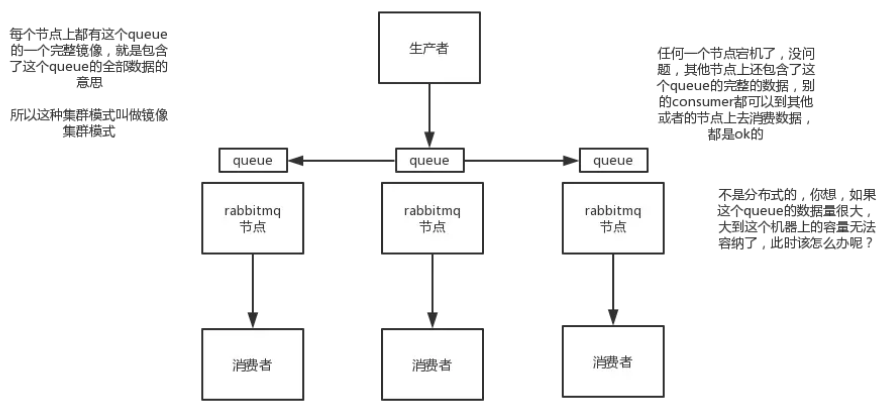 每个节点上都有这个queue
的一个完整镜像，就是包含
了这个queue的全部数据的
意思
所以这种集群模式叫做镜像
集群模式
生产者
任何一个节点宕机了，没问
题，其他节点上还包含了这
个queue的完整的数据，别
的consumer都可以到其他
或者的节点上去消费数据，
都是ok的
queue
queue
queue
rabbitmq
节点
rabbitmq
节点
rabbitmq
节点
不是分布式的，你想，如果
这个queue的数据量很大，
大到这个机器上的容量无法
容纳了，此时该怎么办呢？
消费者
消费者
消费者